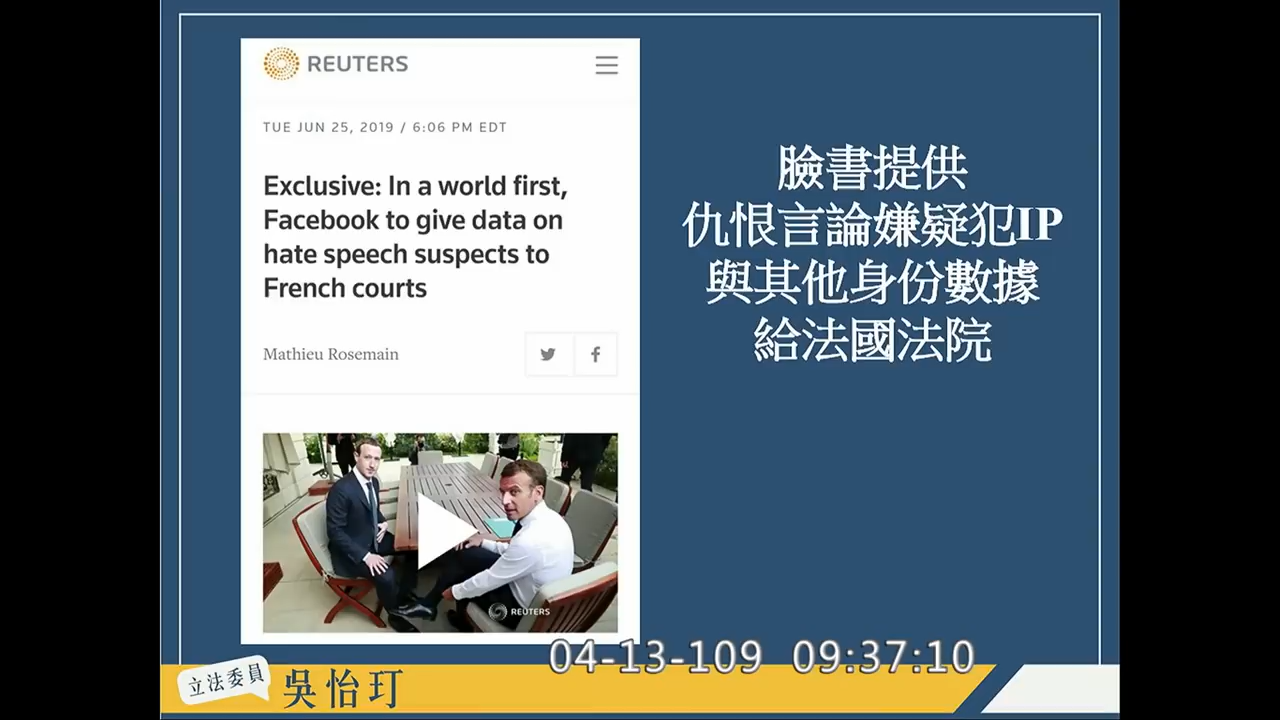 REUTERS
TUE JUN 25, 2019 / 6:06 PM EDT
Exclusive: In a world first,
Facebook to give data on
hate speech suspects to
French courts
Mathieu Rosemain
REUTERS
臉書提供
仇恨言論嫌疑犯IP
與其他身份數據
給法國法院
04-13-109 09:37:10
立法委員
吳怡玎